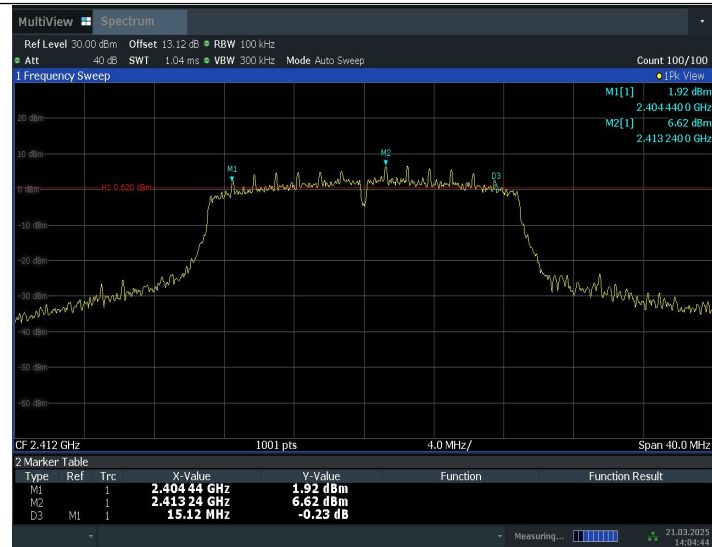 MultiView Spectrum
Ref Level 30.00 dBm Offset 13.12 dB RBW 100 kHz
Att 40 dB SWT 1.04 ms VBW 300 kHz Mode Auto Sweep Count 100/100
1 Frequency Sweep 1Pk View
M1[1] 1.92 dBm
2.404 440 0 GHz
M2[1] 6.62 dBm
2.413 240 0 GHz
20 dBm
10 dBm
M1
M2
D3
0 dBm
H1 0.620 dBm
-10 dBm
-20 dBm
-30 dBm
-40 dBm
-50 dBm
-60 dBm
CF 2.412 GHz 1001 pts 4.0 MHz/ Span 40.0 MHz
2 Marker Table
Type Ref Trc X-Value Y-Value Function Function Result
M1 1 2.404 44 GHz 1.92 dBm
M2 1 2.413 24 GHz 6.62 dBm
D3 M1 1 15.12 MHz -0.23 dB
Measuring... 21.03.2025
14:04:44